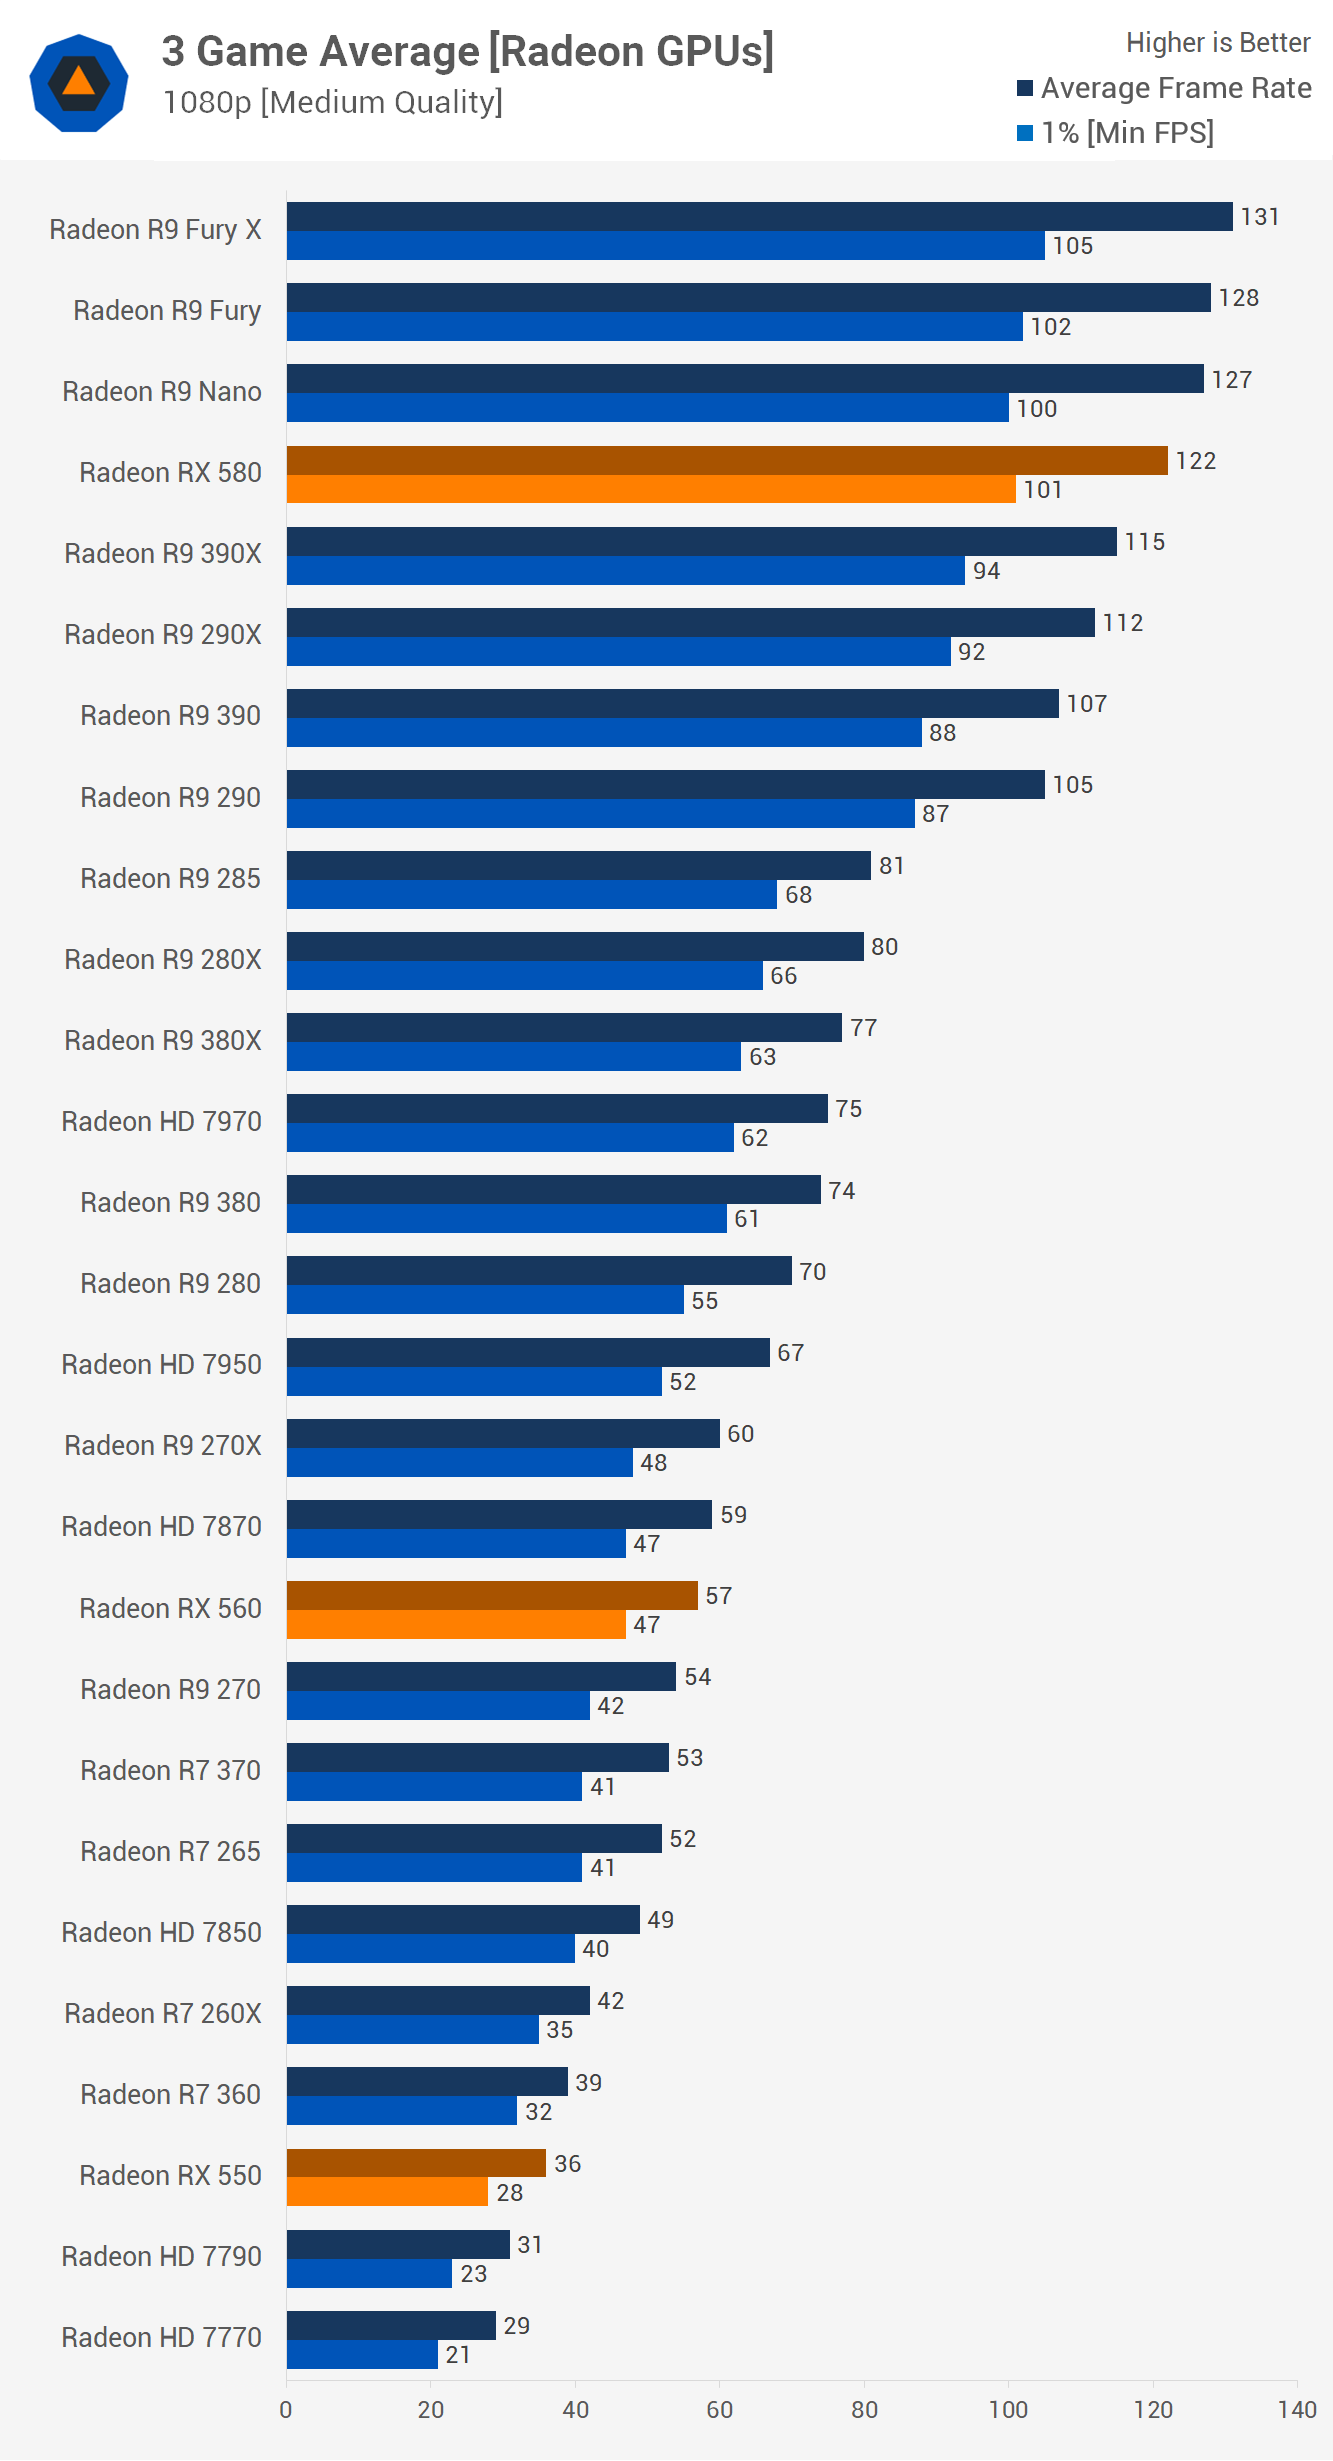 3 Game Average [Radeon GPUs]
1080p [Medium Quality]
Higher is Better
Average Frame Rate
1% [Min FPS]
Radeon R9 Fury X 131
105
Radeon R9 Fury 128
102
Radeon R9 Nano 127
100
Radeon RX 580 122
101
Radeon R9 390X 115
94
Radeon R9 290X 112
92
Radeon R9 390 107
88
Radeon R9 290 105
87
Radeon R9 285 81
68
Radeon R9 280X 80
66
Radeon R9 380X 77
63
Radeon HD 7970 75
62
Radeon R9 380 74
61
Radeon R9 280 70
55
Radeon HD 7950 67
52
Radeon R9 270X 60
48
Radeon HD 7870 59
47
Radeon RX 560 57
47
Radeon R9 270 54
42
Radeon R7 370 53
41
Radeon R7 265 52
41
Radeon HD 7850 49
40
Radeon R7 260X 42
35
Radeon R7 360 39
32
Radeon RX 550 36
28
Radeon HD 7790 31
23
Radeon HD 7770 29
21
0 20 40 60 80 100 120 140